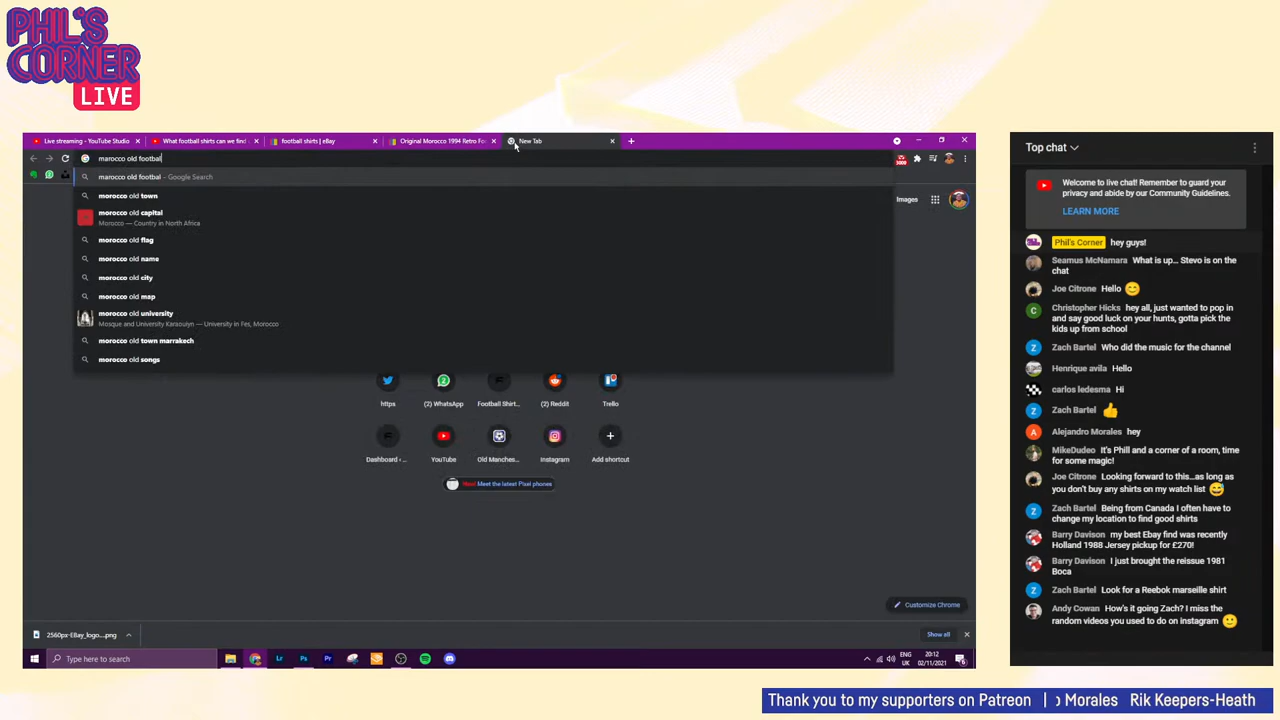 PHIL'S
CORNER
LIVE
Live streaming - YouTube Studio
What football shirts can we find
football shirts | eBay
Original Morocco 1994 Retro Foo
New Tab
marocco old footbal
marocco old footbal - Google Search
morocco old town
morocco old capital
Morocco — Country in North Africa
morocco old flag
morocco old name
morocco old city
morocco old map
morocco old university
Mosque and University Karaouiyn — University in Fes, Morocco
morocco old town marrakech
morocco old songs
Images
https
(2) WhatsApp
Football Shirt...
(2) Reddit
Trello
Dashboard ‹ ...
YouTube
Old Manches...
Instagram
Add shortcut
New! Meet the latest Pixel phones
Customize Chrome
2560px-EBay_logo....png
Show all
Type here to search
ENG
UK
20:12
02/11/2021
Top chat
Welcome to live chat! Remember to guard your
privacy and abide by our Community Guidelines.
LEARN MORE
Phil's Corner hey guys!
Seamus McNamara What is up... Stevo is on the
chat
Joe Citrone Hello 😊
Christopher Hicks hey all, just wanted to pop in
and say good luck on your hunts, gotta pick the
kids up from school
Zach Bartel Who did the music for the channel
Henrique avila Hello
carlos ledesma Hi
Zach Bartel 👍
Alejandro Morales hey
MikeDudeo It's Phill and a corner of a room, time
for some magic!
Joe Citrone Looking forward to this...as long as
you don't buy any shirts on my watch list 😅
Zach Bartel Being from Canada I often have to
change my location to find good shirts
Barry Davison my best Ebay find was recently
Holland 1988 Jersey pickup for £270!
Barry Davison I just brought the reissue 1981
Boca
Zach Bartel Look for a Reebok marseille shirt
Andy Cowan How's it going Zach? I miss the
random videos you used to do on instagram 🙂
Thank you to my supporters on Patreon | o Morales Rik Keepers-Heath